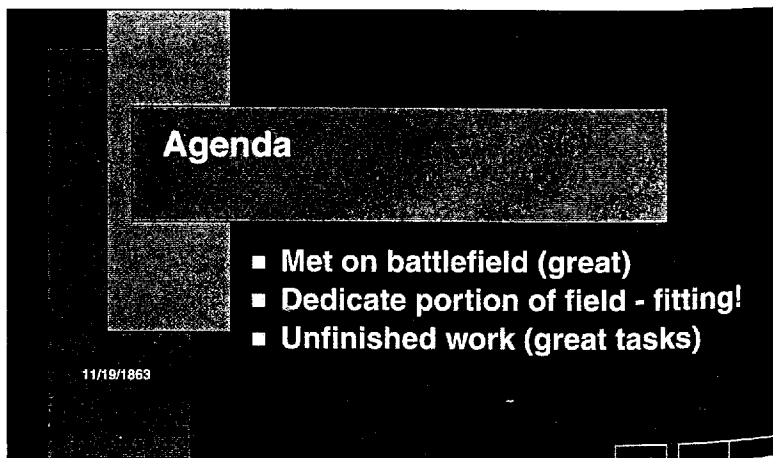 Agenda
■ Met on battlefield (great)
■ Dedicate portion of field - fitting!
■ Unfinished work (great tasks)
11/19/1863